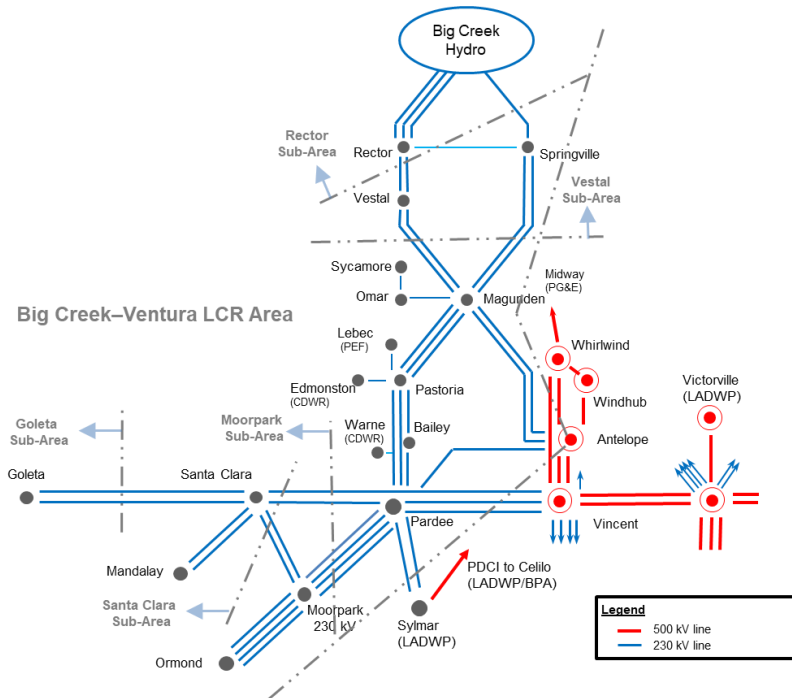 Big Creek
Hydro
Rector
Sub-Area
Rector
Springville
Vestal
Vestal
Sub-Area
Sycamore
Omar
Magunden
Midway
(PG&E)
Big Creek–Ventura LCR Area
Lebec
(PEF)
Whirlwind
Edmonston
(CDWR)
Pastoria
Windhub
Victorville
(LADWP)
Goleta
Sub-Area
Moorpark
Sub-Area
Warne
(CDWR)
Bailey
Antelope
Goleta
Santa Clara
Pardee
Vincent
Mandalay
PDCI to Celilo
(LADWP/BPA)
Santa Clara
Sub-Area
Moorpark
230 kV
Sylmar
(LADWP)
Ormond
Legend
500 kV line
230 kV line